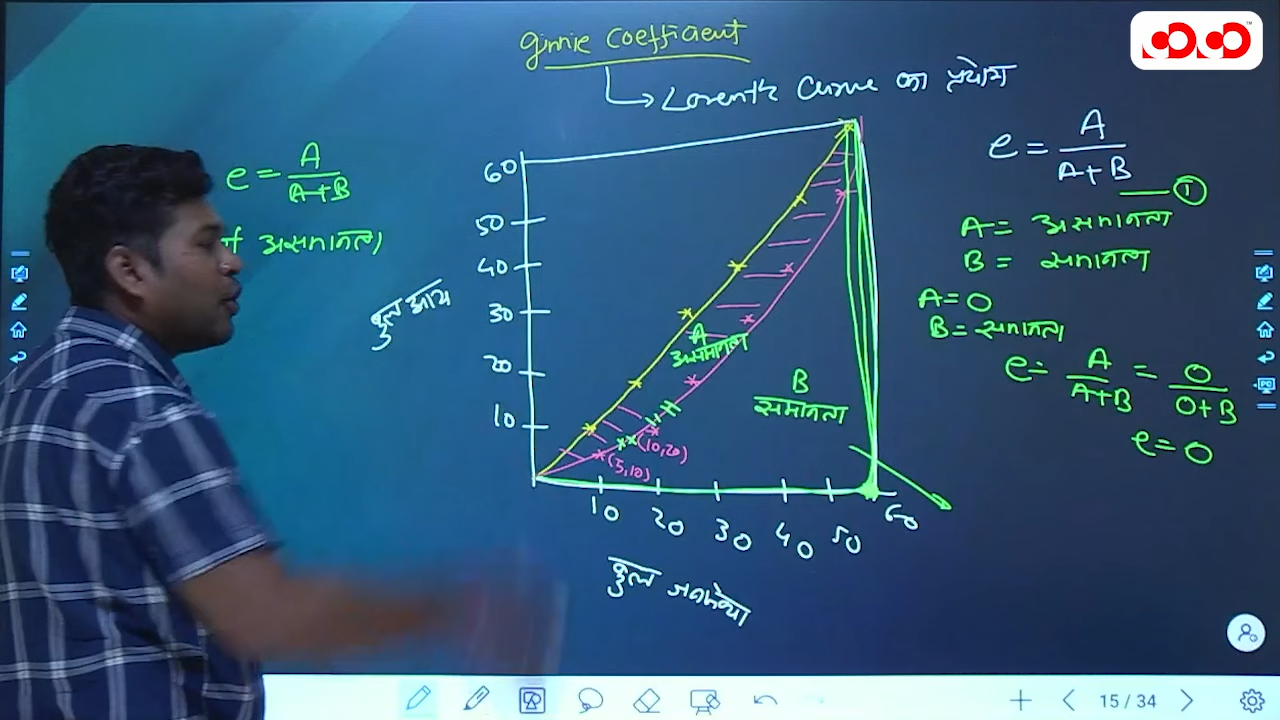 ginnie coefficient
Lorentz Curve का प्रयोग
e = A / A+B
असमानता
e = A / A+B —— ①
A = असमानता
B = समानता
A = 0
B = समानता
e = A / A+B = 0 / 0+B
e = 0
कुल आय
60
50
40
30
20
10
A
असमानता
B
समानता
(10,20)
(5,10)
10 20 30 40 50 60
कुल जनसंख्या
15 / 34